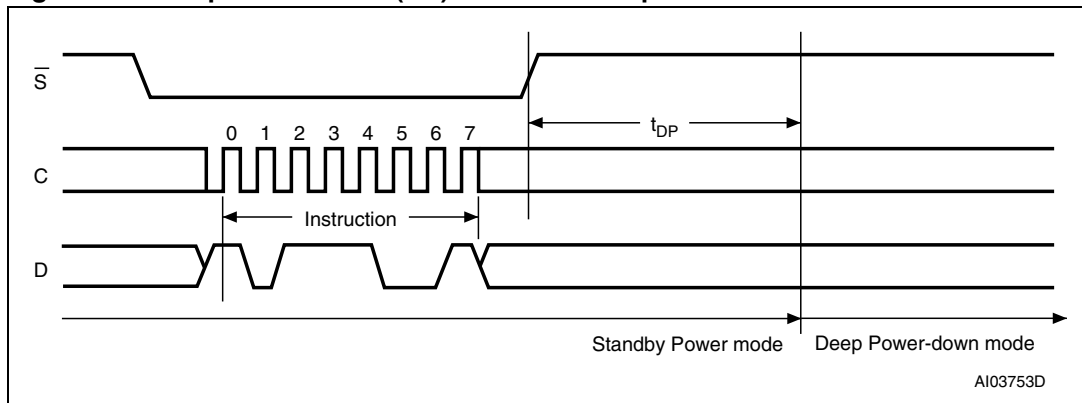 S
tDP
0 1 2 3 4 5 6 7
C
Instruction
D
Standby Power mode Deep Power-down mode
AI03753D